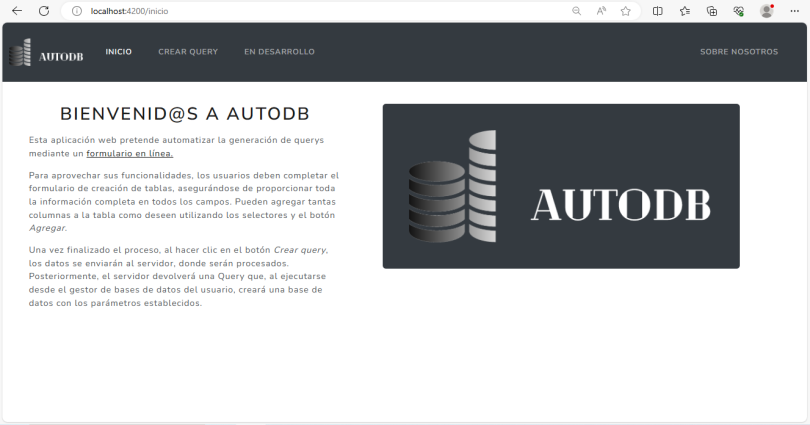 localhost:4200/inicio
AUTODB INICIO CREAR QUERY EN DESARROLLO SOBRE NOSOTROS
BIENVENID@S A AUTODB
Esta aplicación web pretende automatizar la generación de querys
mediante un formulario en línea.
Para aprovechar sus funcionalidades, los usuarios deben completar el
formulario de creación de tablas, asegurándose de proporcionar toda
la información completa en todos los campos. Pueden agregar tantas
columnas a la tabla como deseen utilizando los selectores y el botón
Agregar.
Una vez finalizado el proceso, al hacer clic en el botón Crear query,
los datos se enviarán al servidor, donde serán procesados.
Posteriormente, el servidor devolverá una Query que, al ejecutarse
desde el gestor de bases de datos del usuario, creará una base de
datos con los parámetros establecidos.
AUTODB